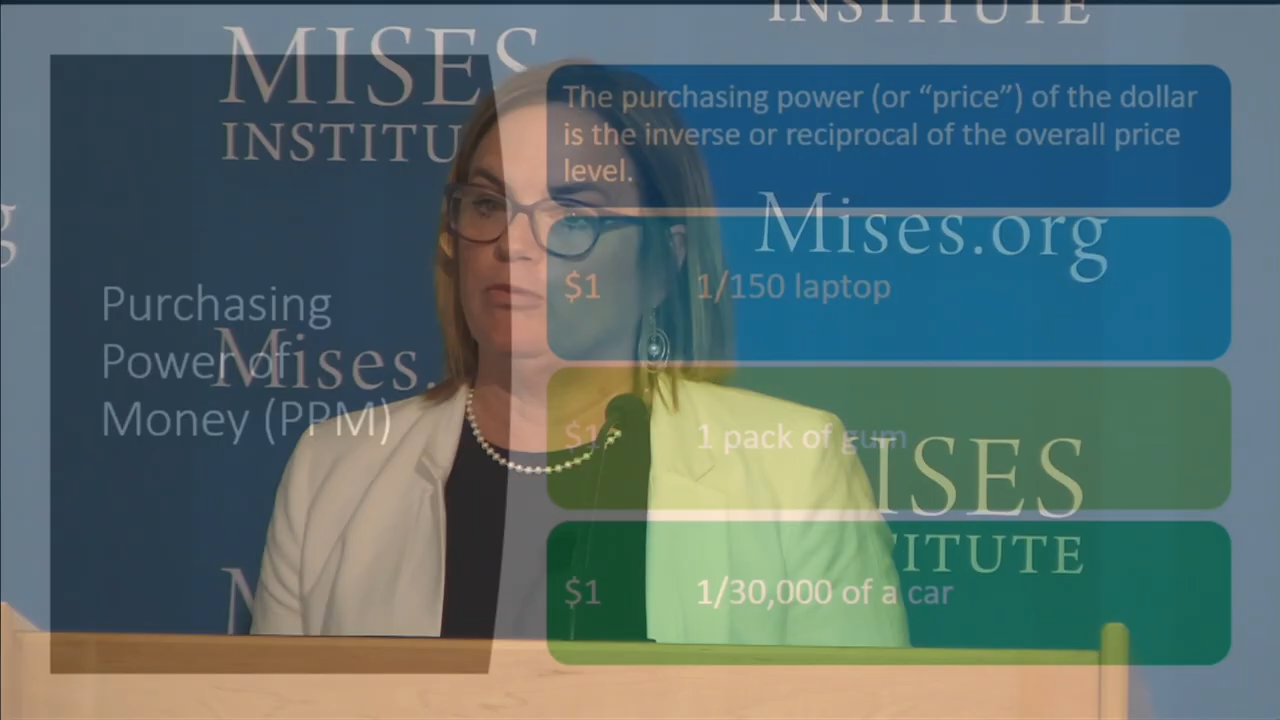 INSTITUTE
MISES
INSTITU
Mises.org
g
Mises.
ISES
ITUTE
Purchasing
Power of
Money (PPM)
The purchasing power (or “price”) of the dollar
is the inverse or reciprocal of the overall price
level.
$1 1/150 laptop
$1 1 pack of gum
$1 1/30,000 of a car